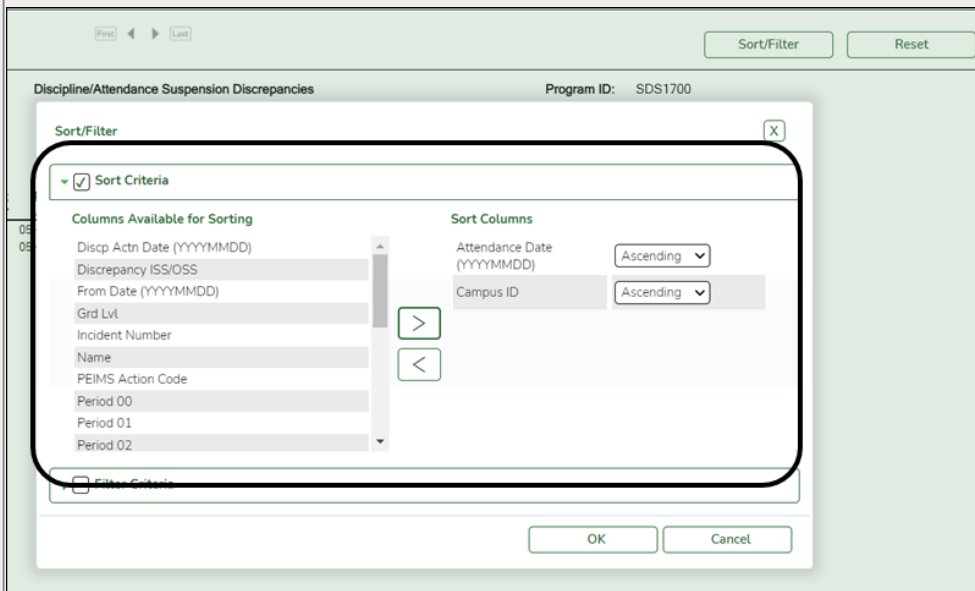 First Last
Sort/Filter Reset
Discipline/Attendance Suspension Discrepancies Program ID: SDS1700
Sort/Filter X
Sort Criteria
Columns Available for Sorting Sort Columns
Discp Actn Date (YYYYMMDD)
Discrepancy ISS/OSS
From Date (YYYYMMDD)
Grd Lvl
Incident Number
Name
PEIMS Action Code
Period 00
Period 01
Period 02
>
<
Attendance Date
(YYYYMMDD) Ascending
Campus ID Ascending
Filter Criteria
OK Cancel